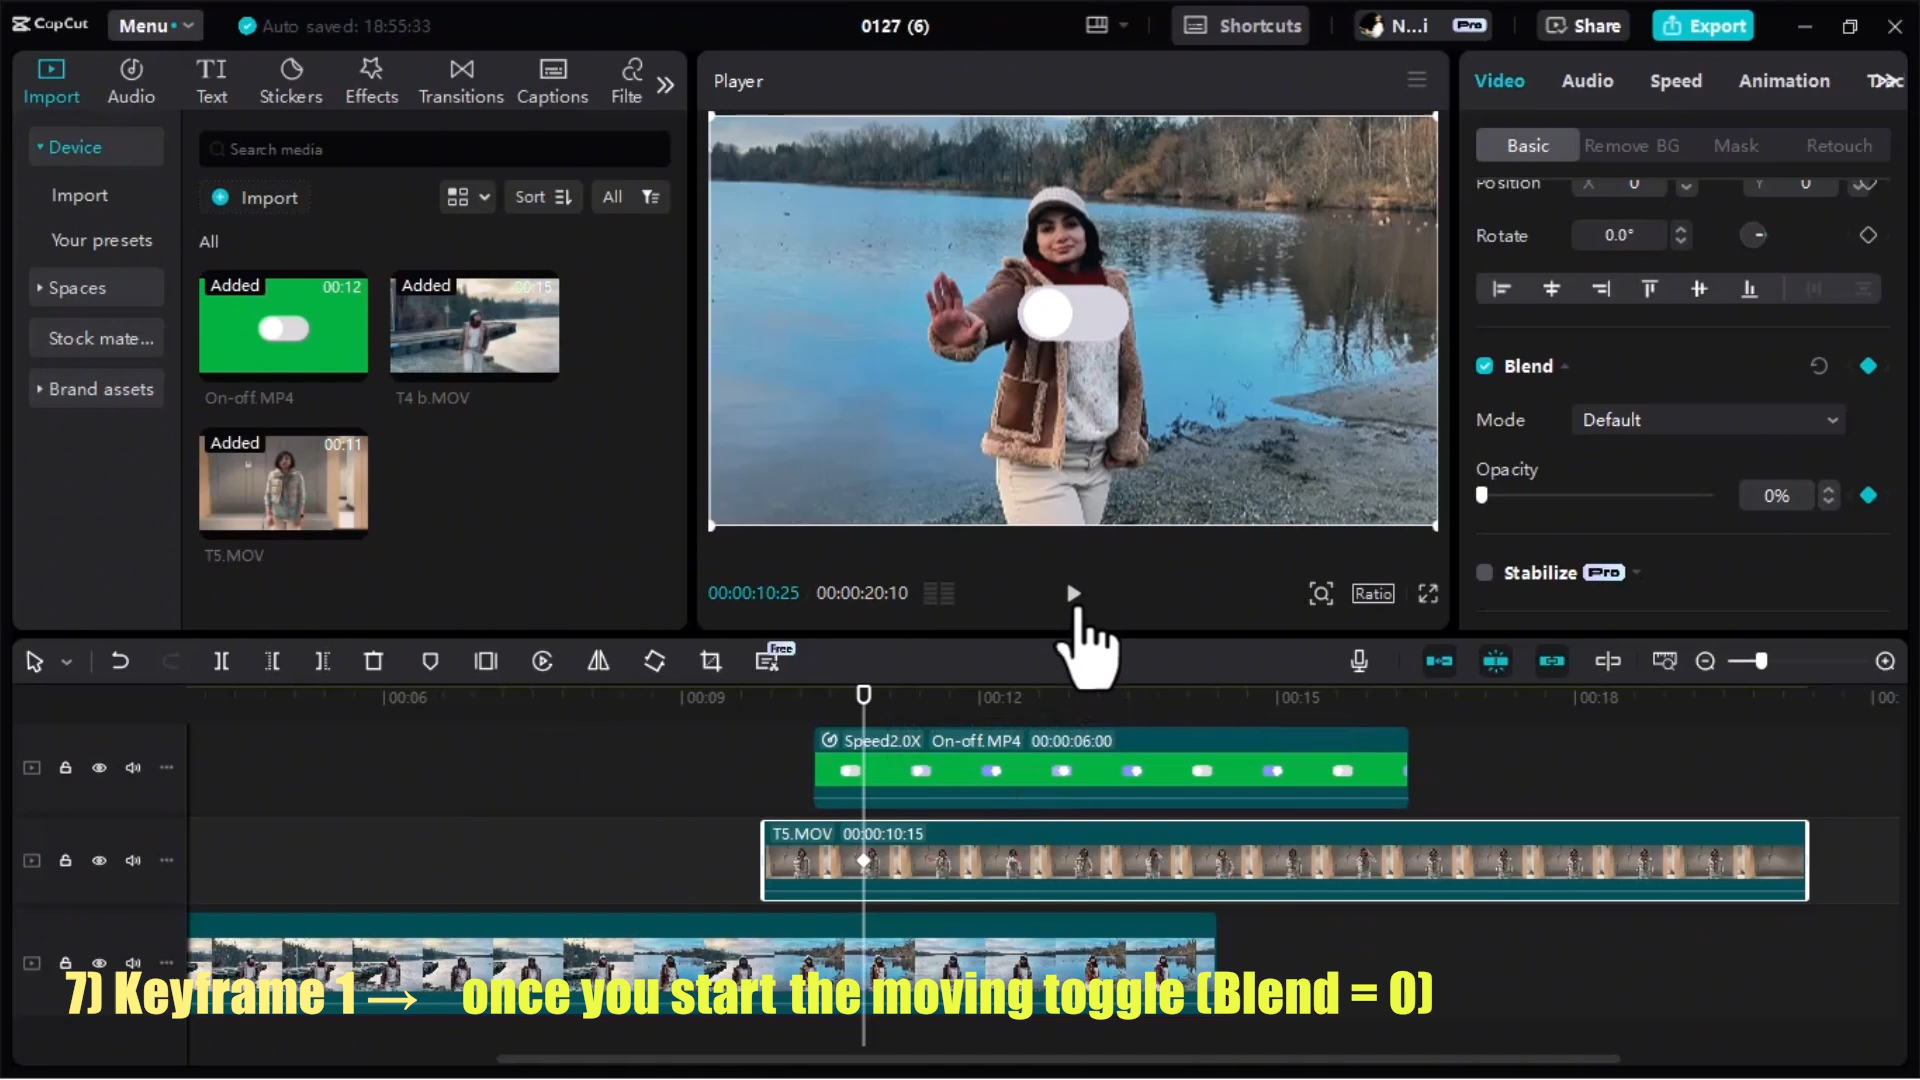 CapCut
Menu
Auto saved: 18:55:33
0127 (6)
Shortcuts
N...i
Pro
Share
Export
Import
Audio
TI
Text
Stickers
Effects
Transitions
Captions
Filte
Device
Import
Your presets
Spaces
Stock mate...
Brand assets
Search media
Import
Sort
All
All
Added
00:12
On-off.MP4
Added
00:15
T4 b.MOV
Added
00:11
T5.MOV
Player
00:00:10:25
00:00:20:10
Ratio
Video
Audio
Speed
Animation
Basic
Remove BG
Mask
Retouch
Position
X
0
Y
0
Rotate
0.0°
Blend
Mode
Default
Opacity
0%
Stabilize
Pro
Free
00:06
00:09
00:12
00:15
00:18
00:
Speed2.0X On-off.MP4 00:00:06:00
T5.MOV 00:00:10:15
7) Keyframe 1 → once you start the moving toggle (Blend = 0)